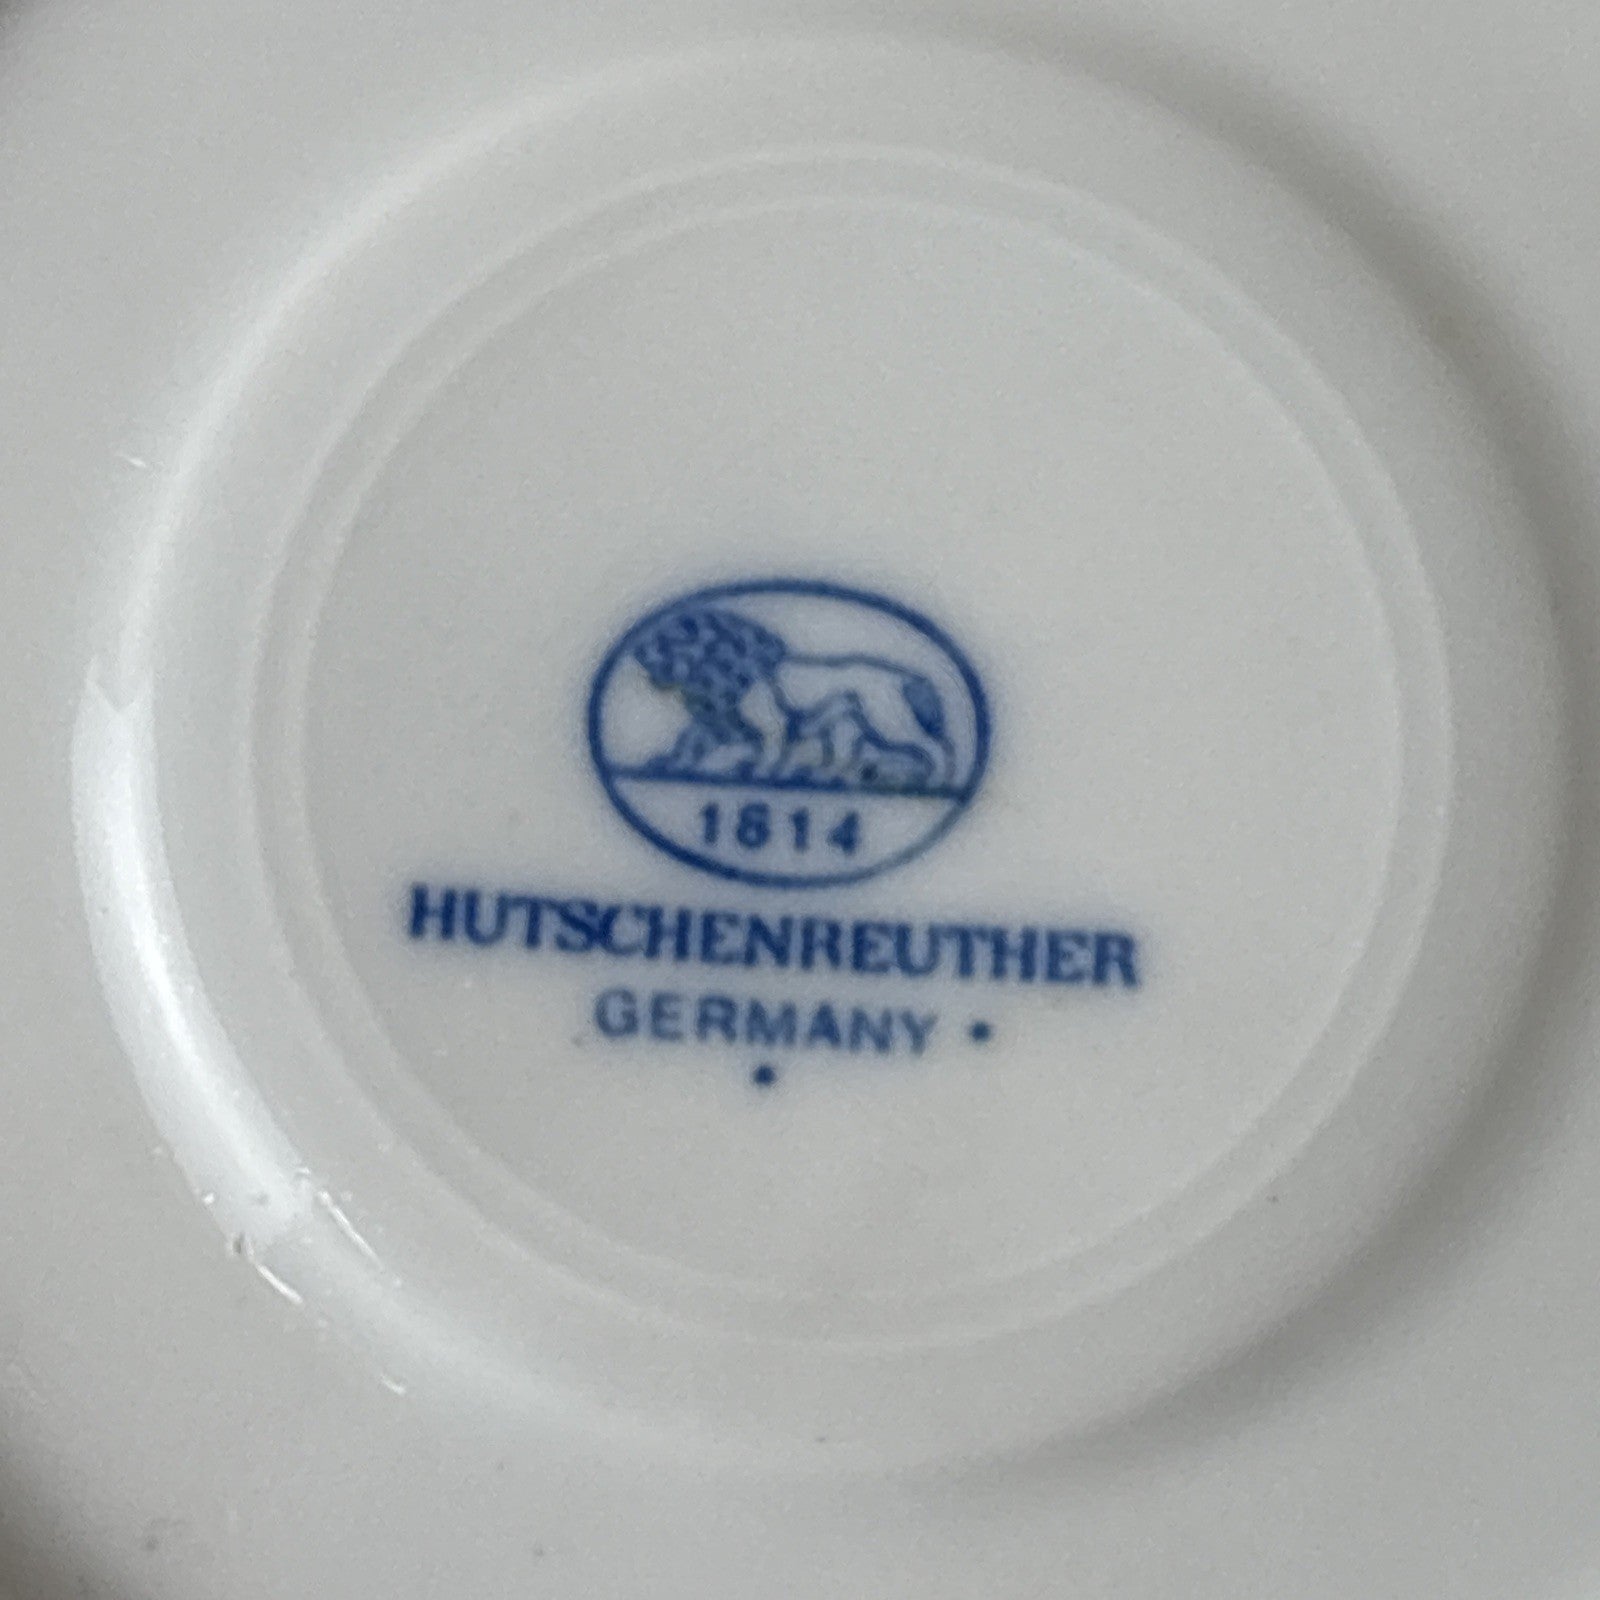 1814
HUTSCHENREUTHER
GERMANY •
•